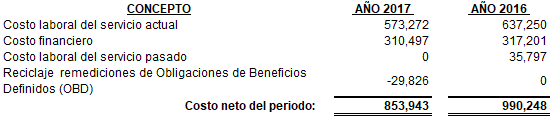 CONCEPTO AÑO 2017 AÑO 2016
Costo laboral del servicio actual 573,272 637,250
Costo financiero 310,497 317,201
Costo laboral del servicio pasado 0 35,797
Reciclaje remediciones de Obligaciones de Beneficios
Definidos (OBD) -29,826 0
Costo neto del periodo: 853,943 990,248